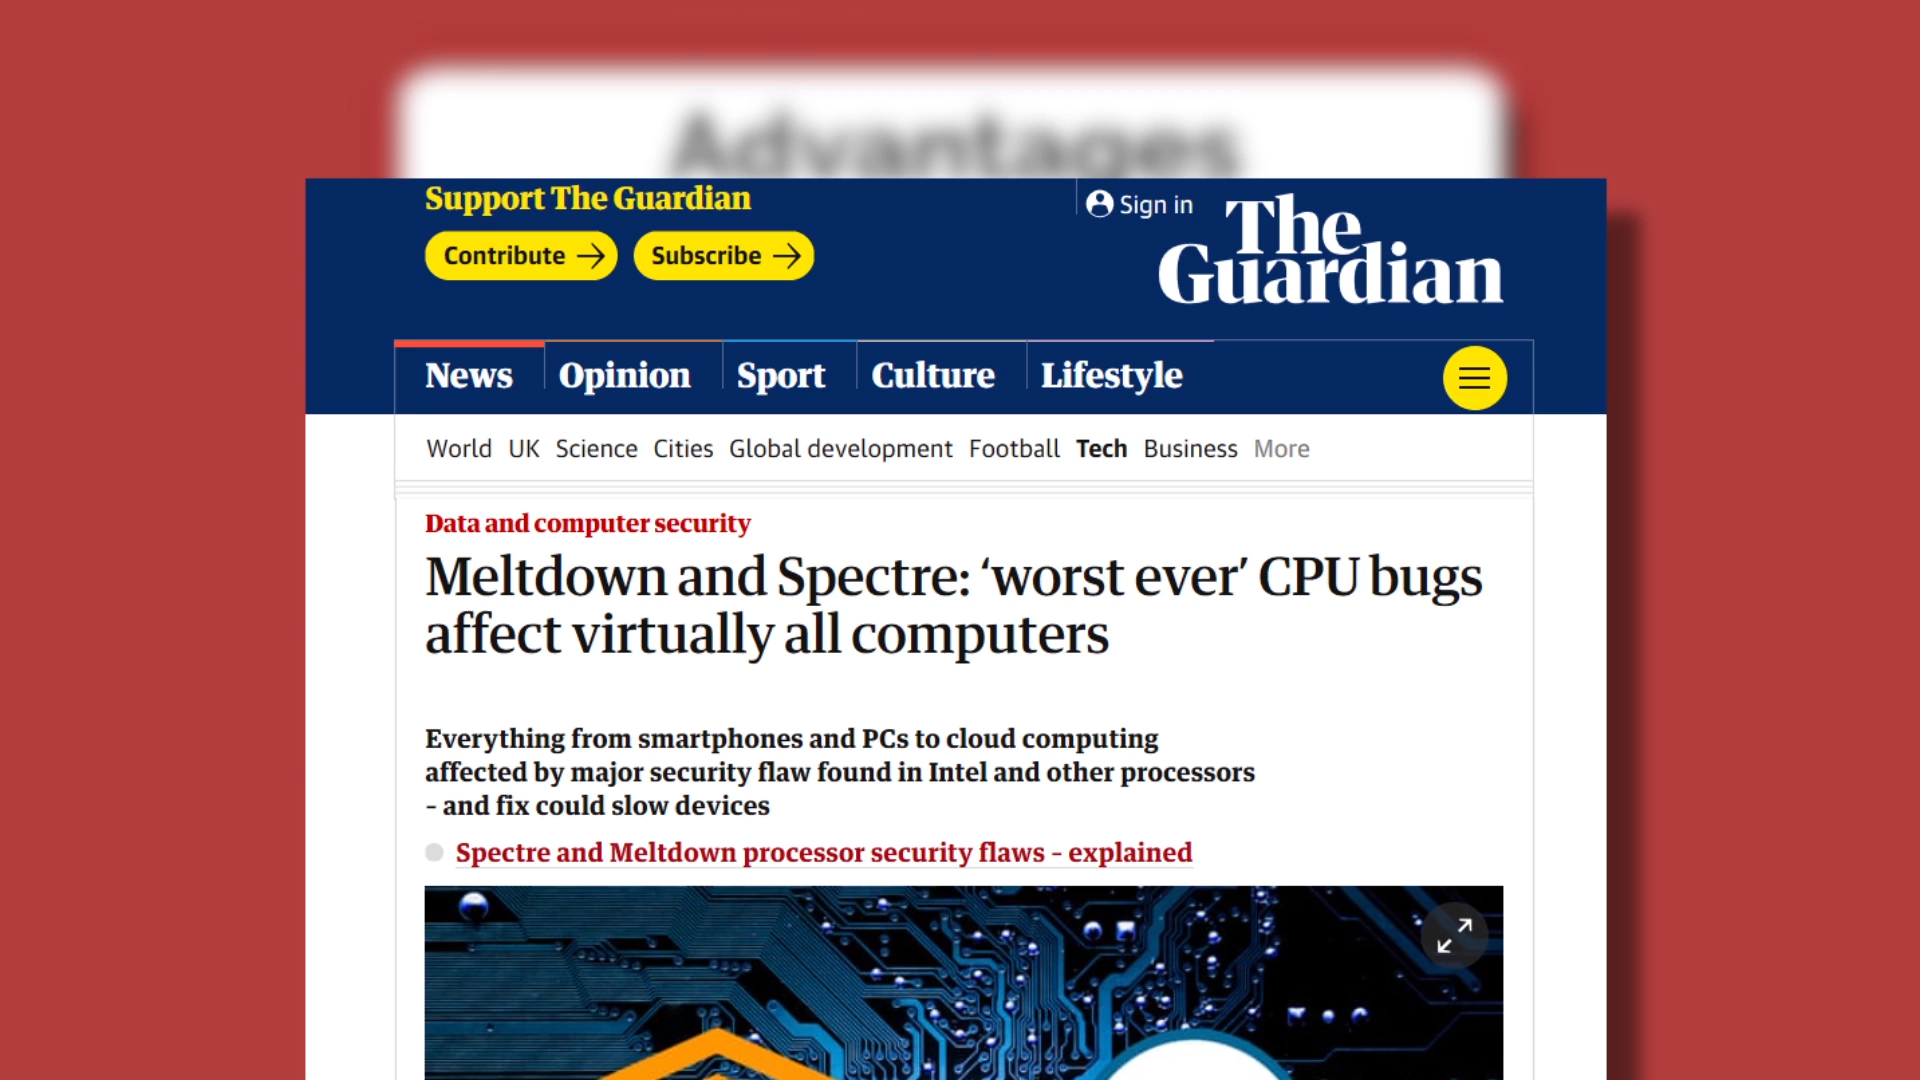 Advantages
Support The Guardian
Contribute
Subscribe
Sign in
The
Guardian
News
Opinion
Sport
Culture
Lifestyle
World UK Science Cities Global development Football Tech Business More
Data and computer security
Meltdown and Spectre: ‘worst ever’ CPU bugs
affect virtually all computers
Everything from smartphones and PCs to cloud computing
affected by major security flaw found in Intel and other processors
– and fix could slow devices
Spectre and Meltdown processor security flaws – explained